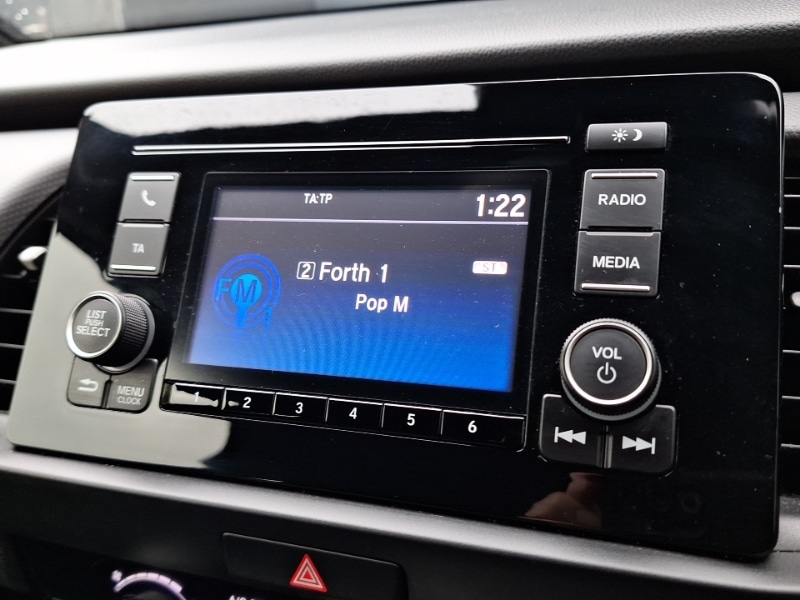 TA:TP
1:22
2 Forth 1
ST
Pop M
FM
TA
LIST
PUSH
SELECT
MENU
CLOCK
1 2 3 4 5 6
RADIO
MEDIA
VOL